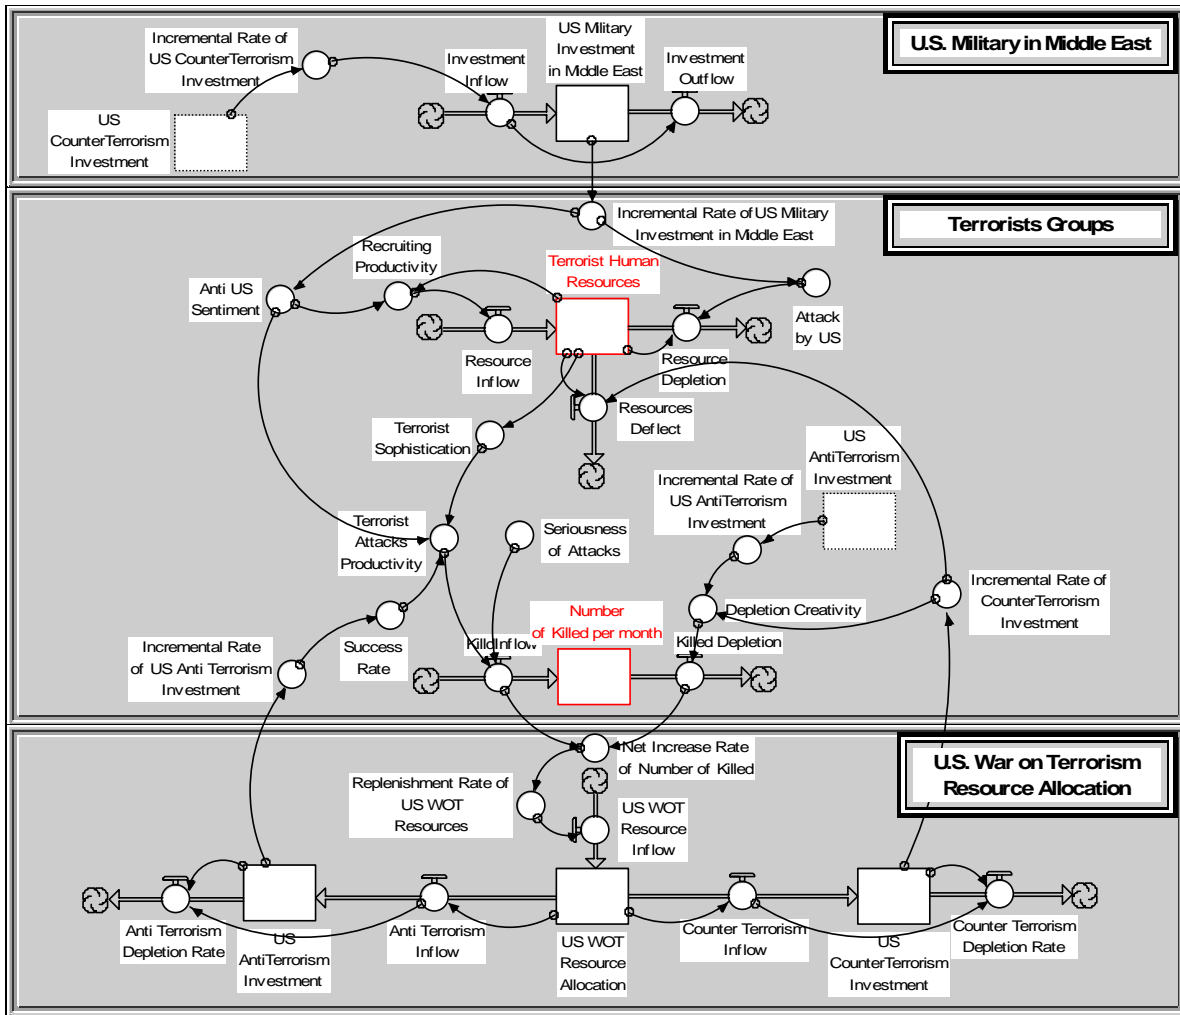 U.S. Military in Middle East
Incremental Rate of
US CounterTerrorism
Investment
US
CounterTerrorism
Investment
Investment
Inflow
US Military
Investment
in Middle East
Investment
Outflow
Terrorists Groups
Incremental Rate of US Military
Investment in Middle East
Recruiting
Productivity
Anti US
Sentiment
Terrorist Human
Resources
Attack
by US
Resource
Inflow
Resource
Depletion
Resources
Deflect
Terrorist
Sophistication
US
AntiTerrorism
Investment
Incremental Rate of
US AntiTerrorism
Investment
Terrorist
Attacks
Productivity
Seriousness
of Attacks
Incremental Rate of
CounterTerrorism
Investment
Depletion Creativity
Number
of Killed per month
KilldInflow
Killed Depletion
Success
Rate
Incremental Rate
of US Anti Terrorism
Investment
U.S. War on Terrorism
Resource Allocation
Net Increase Rate
of Number of Killed
Replenishment Rate of
US WOT
Resources
US WOT
Resource
Inflow
Anti Terrorism
Depletion Rate
US
AntiTerrorism
Investment
Anti Terrorism
Inflow
US WOT
Resource
Allocation
Counter Terrorism
Inflow
US
CounterTerrorism
Investment
Counter Terrorism
Depletion Rate